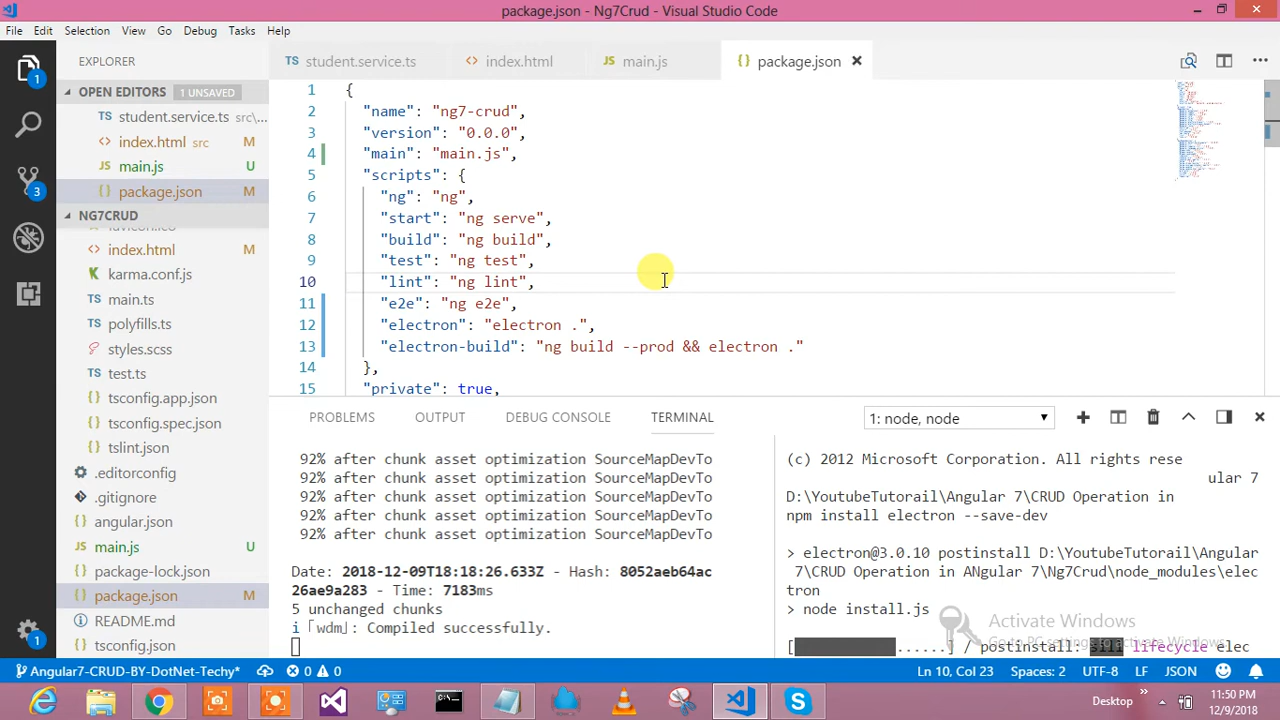 package.json - Ng7Crud - Visual Studio Code
File Edit Selection View Go Debug Tasks Help
EXPLORER
OPEN EDITORS 1 UNSAVED
TS student.service.ts src\...
<> index.html src M
JS main.js U
{} package.json M
NG7CRUD
favicon.ico
<> index.html M
karma.conf.js
TS main.ts
TS polyfills.ts
styles.scss
TS test.ts
{} tsconfig.app.json
{} tsconfig.spec.json
{} tslint.json
.editorconfig
.gitignore
{} angular.json
JS main.js U
{} package-lock.json
{} package.json M
README.md
{} tsconfig.json
TS student.service.ts <> index.html JS main.js {} package.json
1 {
2 "name": "ng7-crud",
3 "version": "0.0.0",
4 "main": "main.js",
5 "scripts": {
6 "ng": "ng",
7 "start": "ng serve",
8 "build": "ng build",
9 "test": "ng test",
10 "lint": "ng lint",
11 "e2e": "ng e2e",
12 "electron": "electron .",
13 "electron-build": "ng build --prod && electron ."
14 },
15 "private": true,
PROBLEMS OUTPUT DEBUG CONSOLE TERMINAL 1: node, node
92% after chunk asset optimization SourceMapDevTo
92% after chunk asset optimization SourceMapDevTo
92% after chunk asset optimization SourceMapDevTo
92% after chunk asset optimization SourceMapDevTo
92% after chunk asset optimization SourceMapDevTo
Date: 2018-12-09T18:18:26.633Z - Hash: 8052aeb64ac
26ae9a283 - Time: 7183ms
5 unchanged chunks
i ｢wdm｣: Compiled successfully.
(c) 2012 Microsoft Corporation. All rights rese
ular 7
D:\YoutubeTutorail\Angular 7\CRUD Operation in
npm install electron --save-dev
> electron@3.0.10 postinstall D:\YoutubeTutorail\Angular
7\CRUD Operation in ANgular 7\Ng7Crud\node_modules\elec
tron
> node install.js
[ ......] / postinstall: sill lifecycle elec
Activate Windows
Go to PC settings to activate Windows.
Angular7-CRUD-BY-DotNet-Techy* 0 0 Ln 10, Col 23 Spaces: 2 UTF-8 LF JSON
Desktop
11:50 PM
12/9/2018